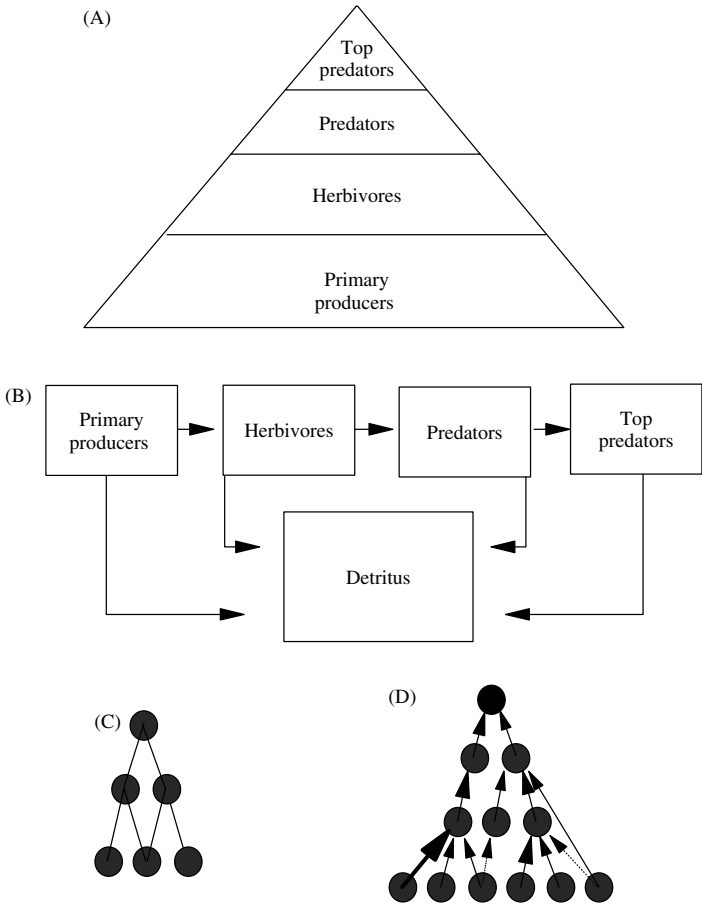 (A)
Top
predators
Predators
Herbivores
Primary
producers
(B)
Primary
producers
Herbivores
Predators
Top
predators
Detritus
(C)
(D)